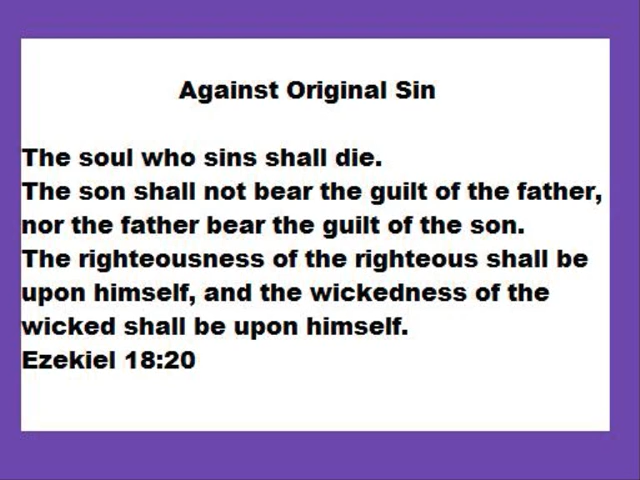 Against Original Sin
The soul who sins shall die.
The son shall not bear the guilt of the father,
nor the father bear the guilt of the son.
The righteousness of the righteous shall be
upon himself, and the wickedness of the
wicked shall be upon himself.
Ezekiel 18:20